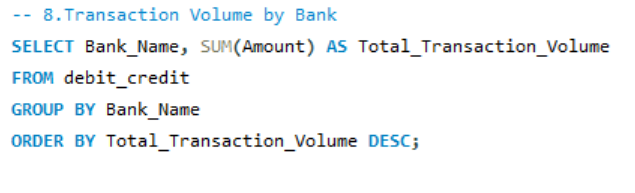 -- 8.Transaction Volume by Bank
SELECT Bank_Name, SUM(Amount) AS Total_Transaction_Volume
FROM debit_credit
GROUP BY Bank_Name
ORDER BY Total_Transaction_Volume DESC;